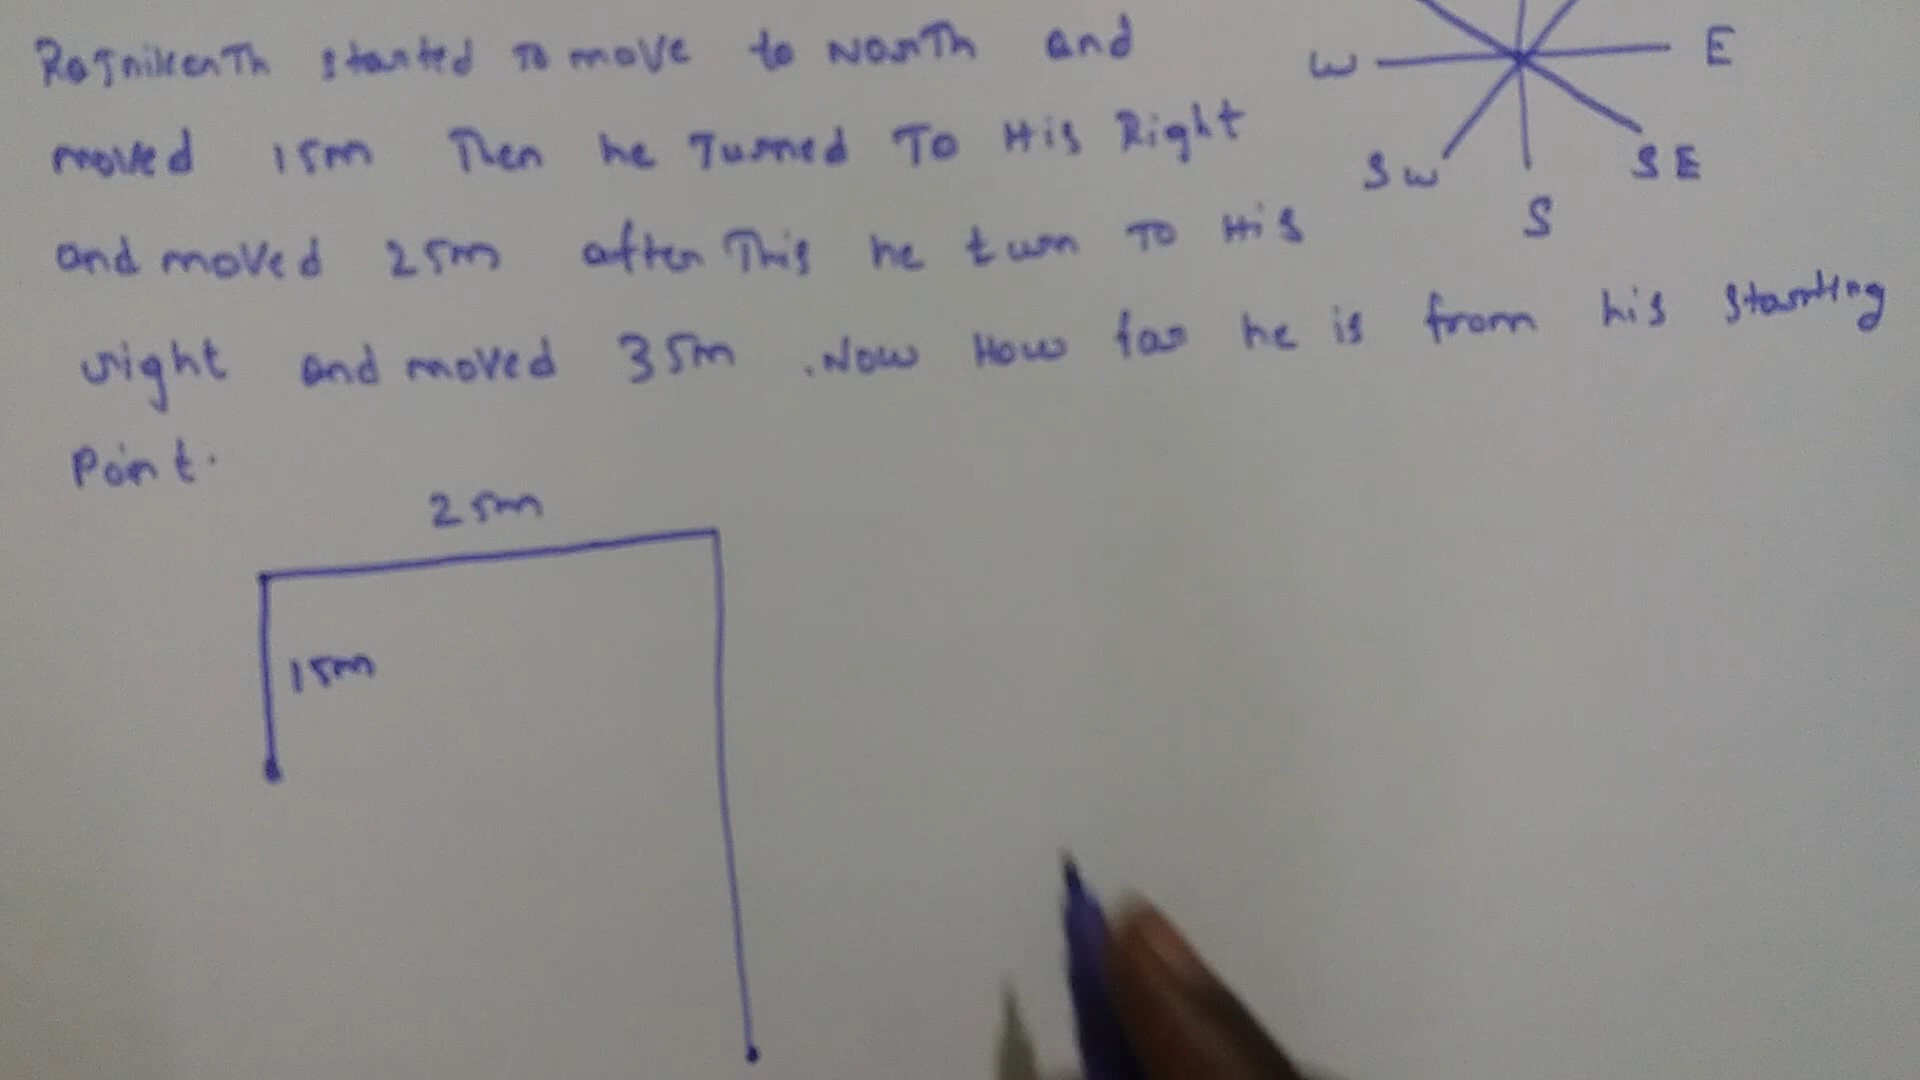 Rajnikanth started to move to north and
moved 15m Then he Turned To His Right
and moved 25m after This he turn To His
right and moved 35m . Now How far he is from his starting
Point.
W E
SW SE
S
25m
15m